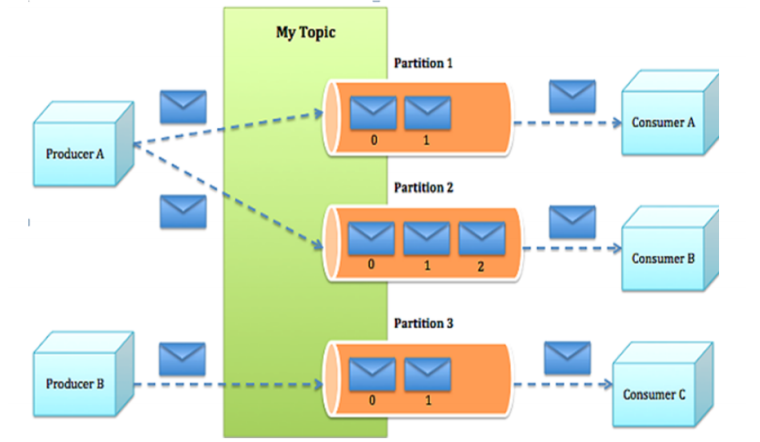 My Topic
Partition 1
0 1
Producer A
Consumer A
Partition 2
0 1 2
Consumer B
Partition 3
0 1
Producer B
Consumer C